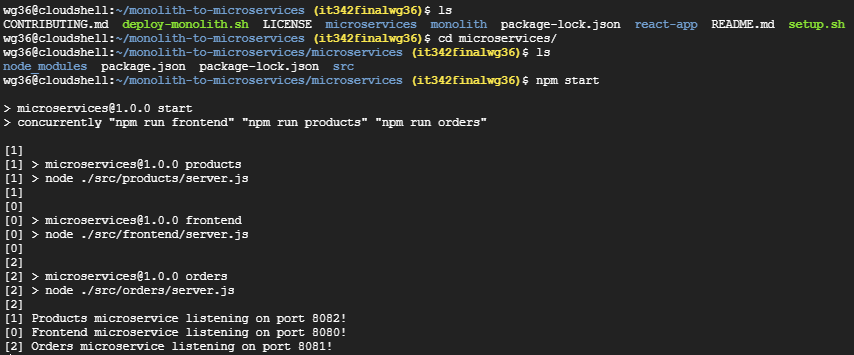 wg36@cloudshell:~/monolith-to-microservices (it342finalwg36)$ ls
CONTRIBUTING.md  deploy-monolith.sh  LICENSE  microservices  monolith  package-lock.json  react-app  README.md  setup.sh
wg36@cloudshell:~/monolith-to-microservices (it342finalwg36)$ cd microservices/
wg36@cloudshell:~/monolith-to-microservices/microservices (it342finalwg36)$ ls
node_modules  package.json  package-lock.json  src
wg36@cloudshell:~/monolith-to-microservices/microservices (it342finalwg36)$ npm start
> microservices@1.0.0 start
> concurrently "npm run frontend" "npm run products" "npm run orders"
[1]
[1] > microservices@1.0.0 products
[1] > node ./src/products/server.js
[1]
[0]
[0] > microservices@1.0.0 frontend
[0] > node ./src/frontend/server.js
[0]
[2]
[2] > microservices@1.0.0 orders
[2] > node ./src/orders/server.js
[2]
[1] Products microservice listening on port 8082!
[0] Frontend microservice listening on port 8080!
[2] Orders microservice listening on port 8081!